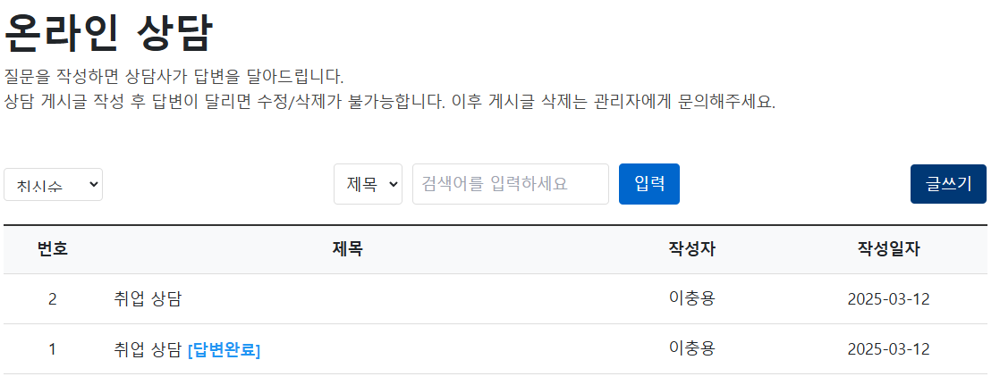 온라인 상담
질문을 작성하면 상담사가 답변을 달아드립니다.
상담 게시글 작성 후 답변이 달리면 수정/삭제가 불가능합니다. 이후 게시글 삭제는 관리자에게 문의해주세요.
최신순 제목 검색어를 입력하세요 입력 글쓰기
번호 제목 작성자 작성일자
2 취업 상담 이충용 2025-03-12
1 취업 상담 [답변완료] 이충용 2025-03-12